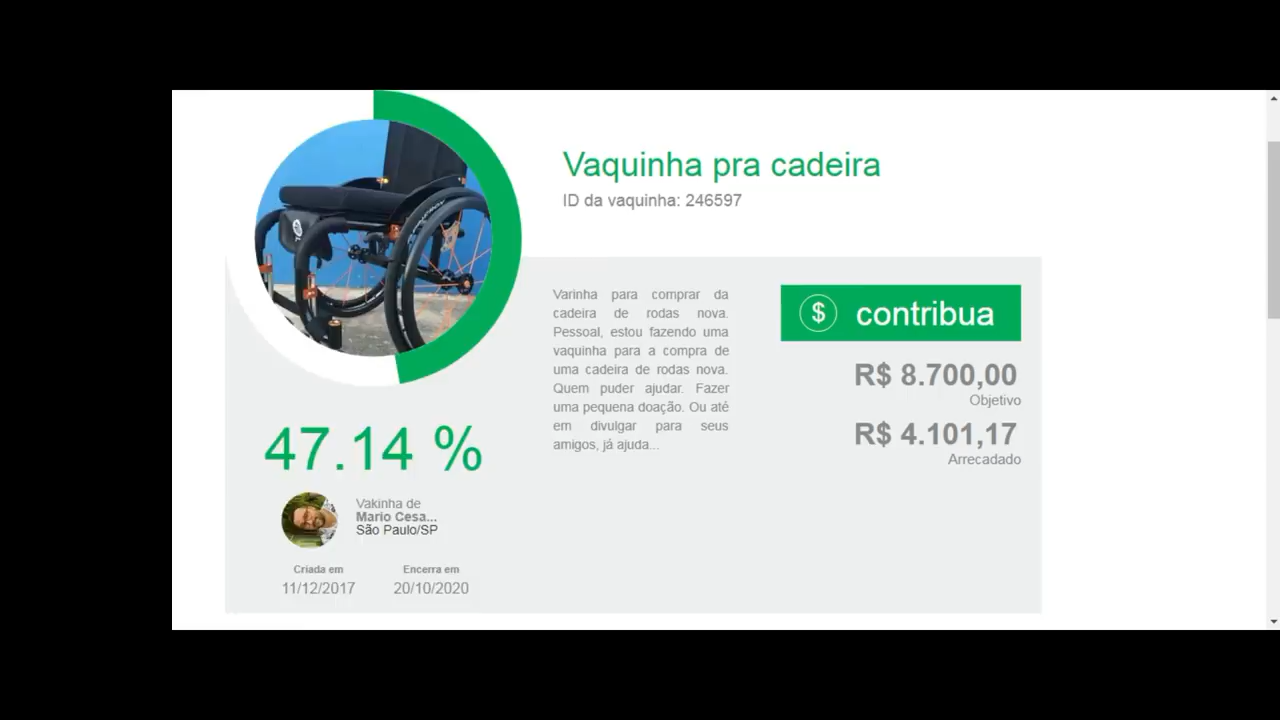 Vaquinha pra cadeira
ID da vaquinha: 246597
Varinha para comprar da
cadeira de rodas nova.
Pessoal, estou fazendo uma
vaquinha para a compra de
uma cadeira de rodas nova.
Quem puder ajudar. Fazer
uma pequena doação. Ou até
em divulgar para seus
amigos, já ajuda...
$ contribua
R$ 8.700,00
Objetivo
R$ 4.101,17
Arrecadado
47.14 %
Vakinha de
Mario Cesa...
São Paulo/SP
Criada em
11/12/2017
Encerra em
20/10/2020